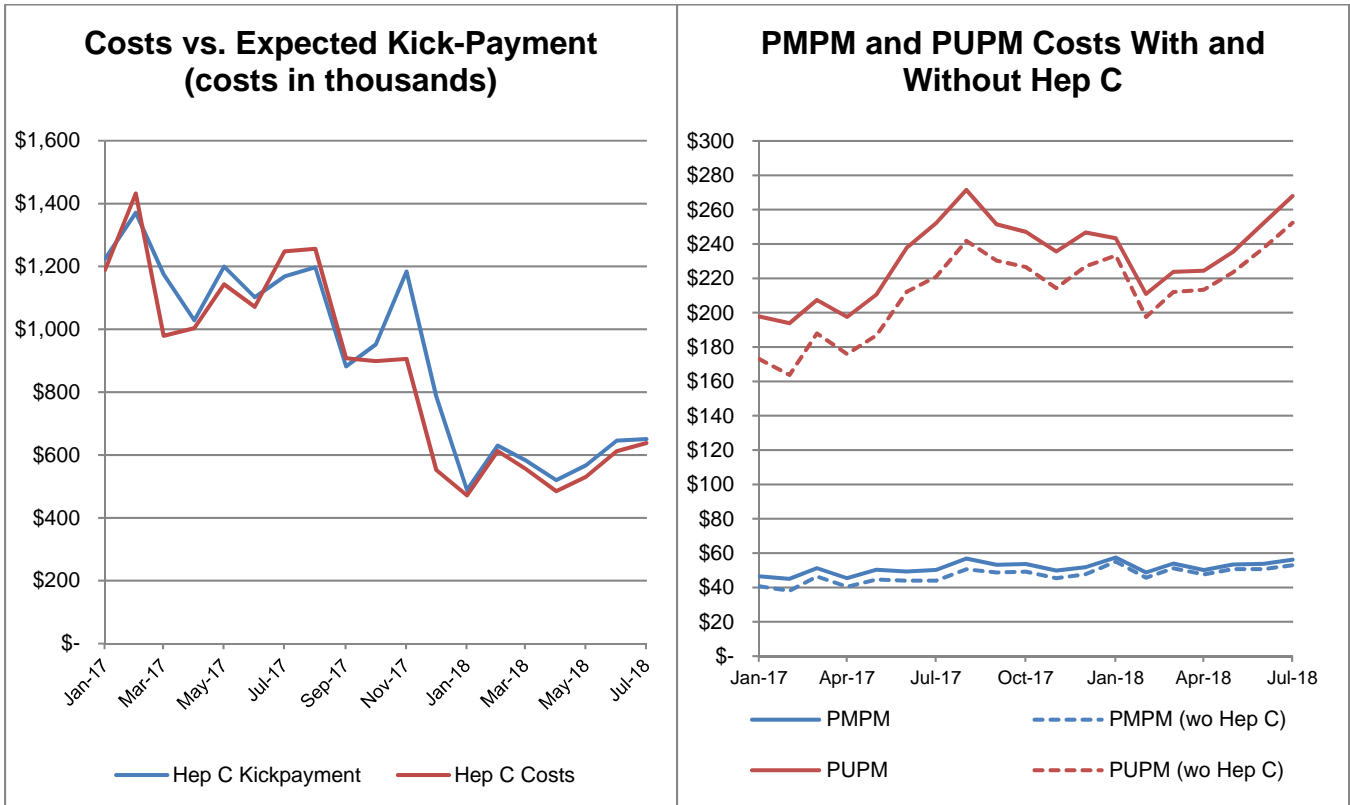 Costs vs. Expected Kick-Payment
(costs in thousands)
$1,600
$1,400
$1,200
$1,000
$800
$600
$400
$200
$-
Jan-17
Mar-17
May-17
Jul-17
Sep-17
Nov-17
Jan-18
Mar-18
May-18
Jul-18
Hep C Kickpayment
Hep C Costs
PMPM and PUPM Costs With and
Without Hep C
$300
$280
$260
$240
$220
$200
$180
$160
$140
$120
$100
$80
$60
$40
$20
$-
Jan-17
Apr-17
Jul-17
Oct-17
Jan-18
Apr-18
Jul-18
PMPM
PMPM (wo Hep C)
PUPM
PUPM (wo Hep C)